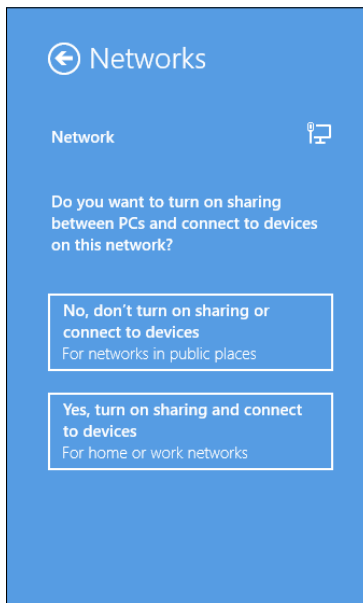 Networks
Network
Do you want to turn on sharing
between PCs and connect to devices
on this network?
No, don't turn on sharing or
connect to devices
For networks in public places
Yes, turn on sharing and connect
to devices
For home or work networks